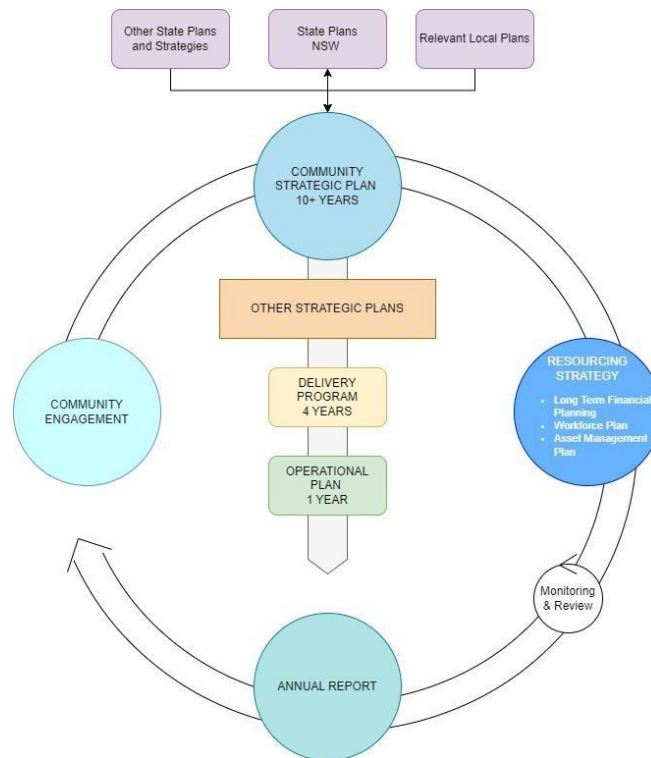 Other State Plans
and Strategies
State Plans
NSW
Relevant Local Plans
COMMUNITY
STRATEGIC PLAN
10+ YEARS
OTHER STRATEGIC PLANS
DELIVERY
PROGRAM
4 YEARS
OPERATIONAL
PLAN
1 YEAR
COMMUNITY
ENGAGEMENT
RESOURCING
STRATEGY
• Long Term Financial
Planning
• Workforce Plan
• Asset Management
Plan
Monitoring
& Review
ANNUAL REPORT